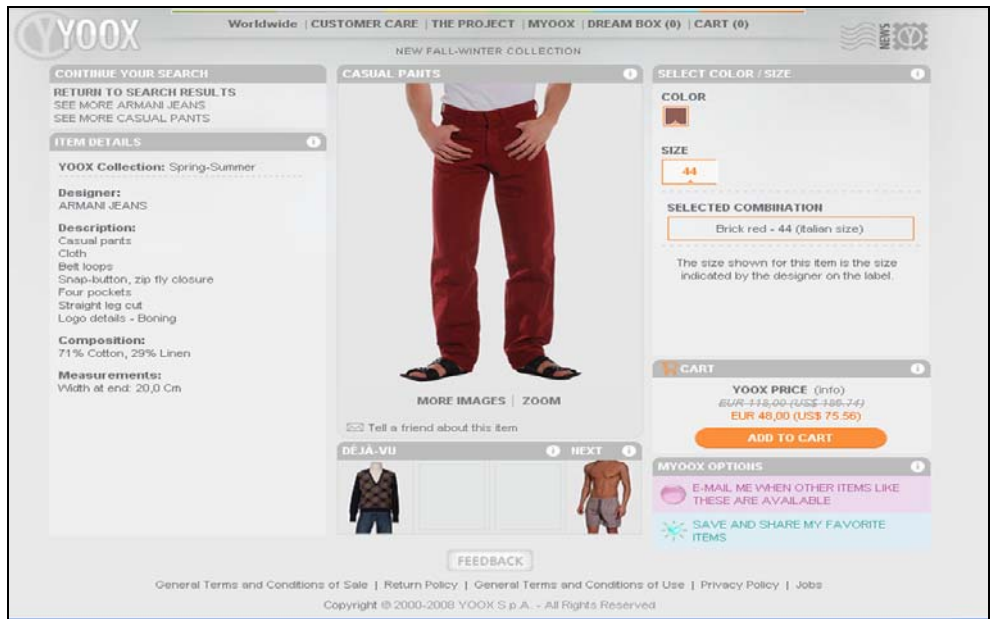 YOOX
Worldwide | CUSTOMER CARE | THE PROJECT | MYOOX | DREAM BOX (0) | CART (0)
NEWS
NEW FALL-WINTER COLLECTION
CONTINUE YOUR SEARCH
RETURN TO SEARCH RESULTS
SEE MORE ARMANI JEANS
SEE MORE CASUAL PANTS
ITEM DETAILS
YOOX Collection: Spring-Summer
Designer:
ARMANI JEANS
Description:
Casual pants
Cloth
Belt loops
Snap-button, zip fly closure
Four pockets
Straight leg cut
Logo details - Boning
Composition:
71% Cotton, 29% Linen
Measurements:
Width at end: 20,0 Cm
CASUAL PANTS
MORE IMAGES | ZOOM
Tell a friend about this item
DÉJÀ-VU
NEXT
SELECT COLOR / SIZE
COLOR
SIZE
44
SELECTED COMBINATION
Brick red - 44 (Italian size)
The size shown for this item is the size
indicated by the designer on the label.
CART
YOOX PRICE (info)
EUR 118,00 (US$ 186.74)
EUR 48,00 (US$ 75.56)
ADD TO CART
MYOOX OPTIONS
E-MAIL ME WHEN OTHER ITEMS LIKE
THESE ARE AVAILABLE
SAVE AND SHARE MY FAVORITE
ITEMS
FEEDBACK
General Terms and Conditions of Sale | Return Policy | General Terms and Conditions of Use | Privacy Policy | Jobs
Copyright © 2000-2008 YOOX S.p.A. - All Rights Reserved